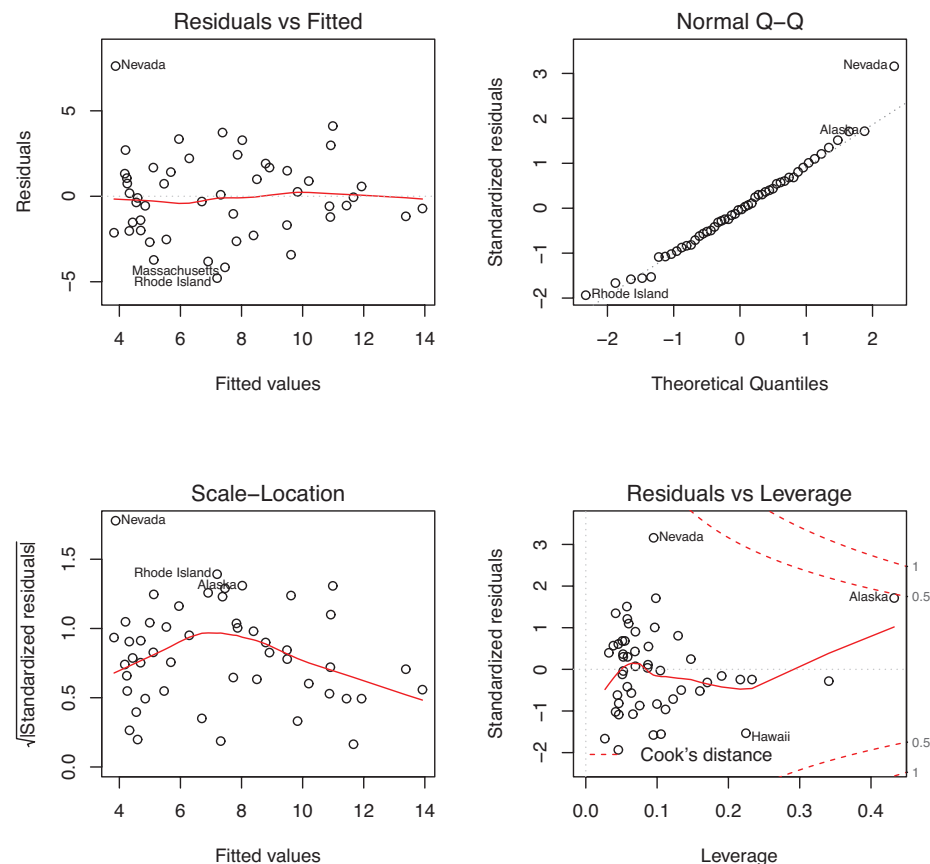 Residuals vs Fitted
Nevada
Massachusetts
Rhode Island
5
0
−5
4 6 8 10 12 14
Residuals
Fitted values
Normal Q−Q
Nevada
Alaska
Rhode Island
3
2
1
0
−1
−2
−2 −1 0 1 2
Standardized residuals
Theoretical Quantiles
Scale−Location
Nevada
Rhode Island
Alaska
1.5
1.0
0.5
0.0
4 6 8 10 12 14
√|Standardized residuals|
Fitted values
Residuals vs Leverage
Nevada
Alaska
Hawaii
Cook's distance
1
0.5
0.5
1
3
2
1
0
−1
−2
0.0 0.1 0.2 0.3 0.4
Standardized residuals
Leverage